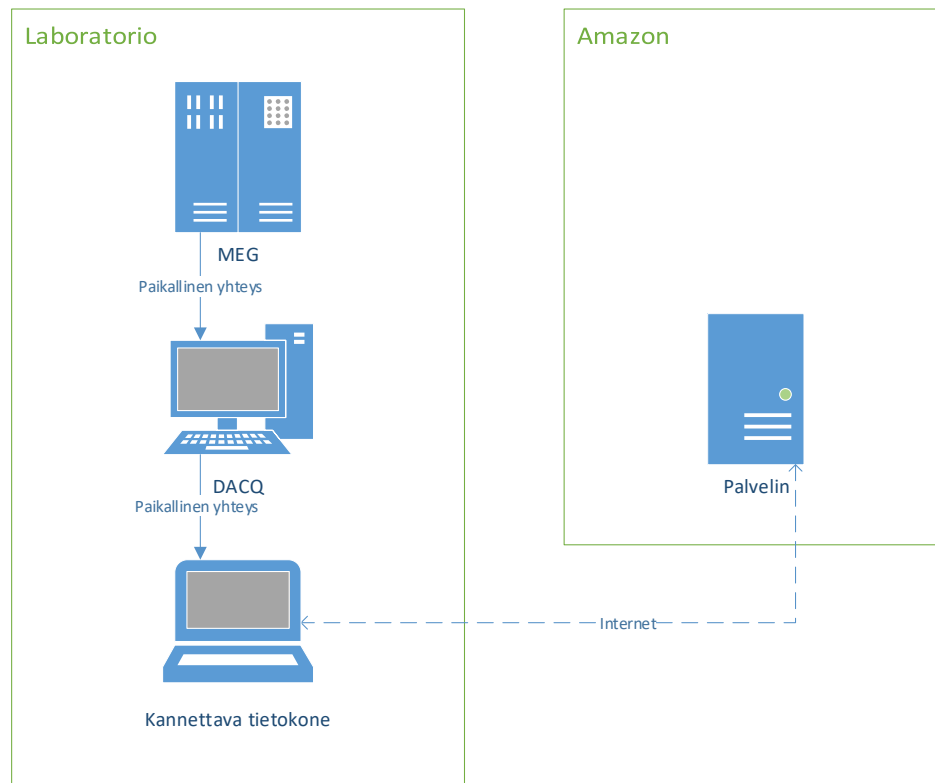 Laboratorio
Amazon
MEG
Paikallinen yhteys
DACQ
Paikallinen yhteys
Palvelin
Internet
Kannettava tietokone